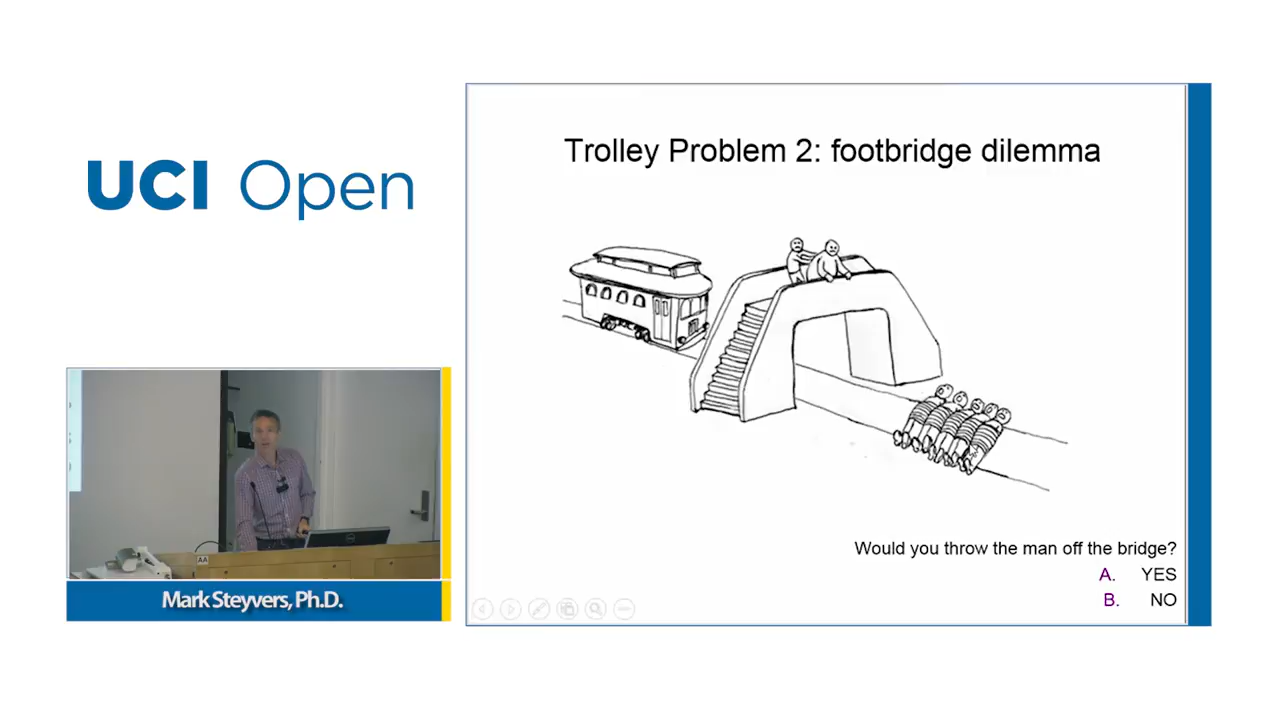 UCI Open
Trolley Problem 2: footbridge dilemma
Would you throw the man off the bridge?
A. YES
B. NO
AA
Mark Steyvers, Ph.D.